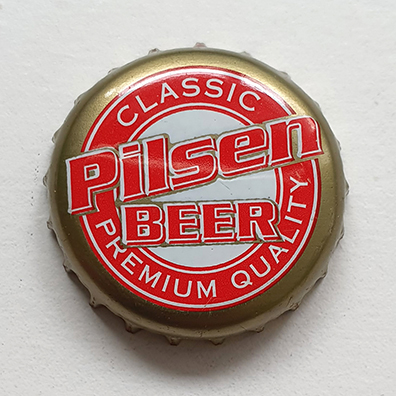 CLASSIC
Pilsen
BEER
PREMIUM QUALITY